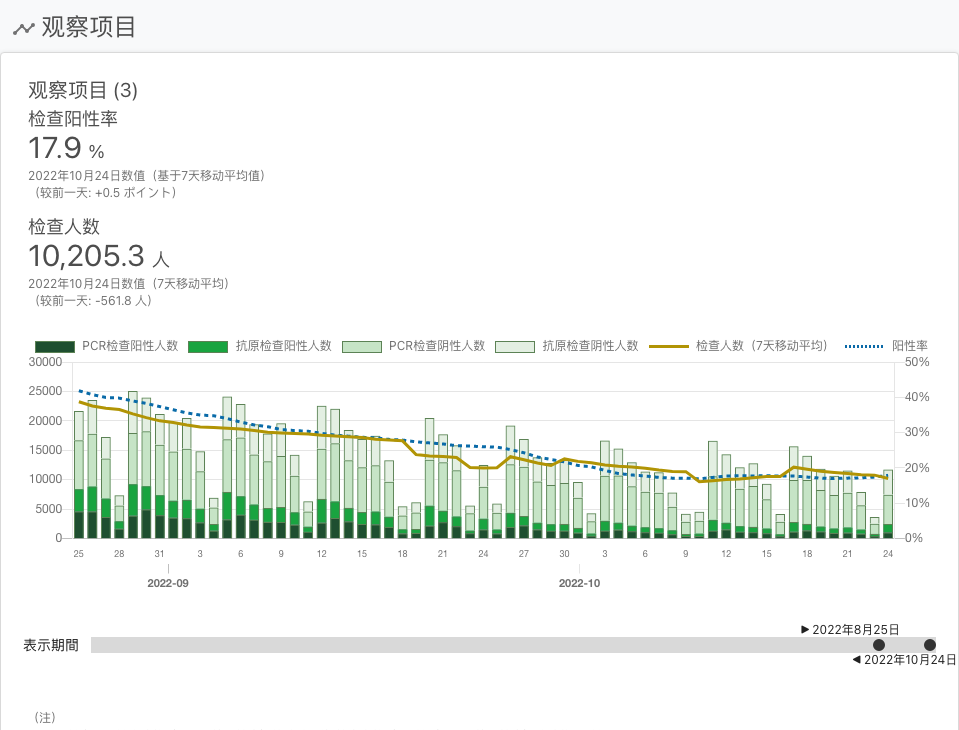 观察项目
观察项目 (3)
检查阳性率
17.9 %
2022年10月24日数值（基于7天移动平均值）
（较前一天: +0.5 ポイント）
检查人数
10,205.3 人
2022年10月24日数值（7天移动平均）
（较前一天: -561.8 人）
PCR检查阳性人数 抗原检查阳性人数 PCR检查阴性人数 抗原检查阴性人数 检查人数（7天移动平均） 阳性率
30000 50%
25000 40%
20000 30%
15000 20%
10000 10%
5000 0%
0
25 28 31 3 6 9 12 15 18 21 24 27 30 3 6 9 12 15 18 21 24
2022-09 2022-10
▶ 2022年8月25日
表示期間
◀ 2022年10月24日
（注）